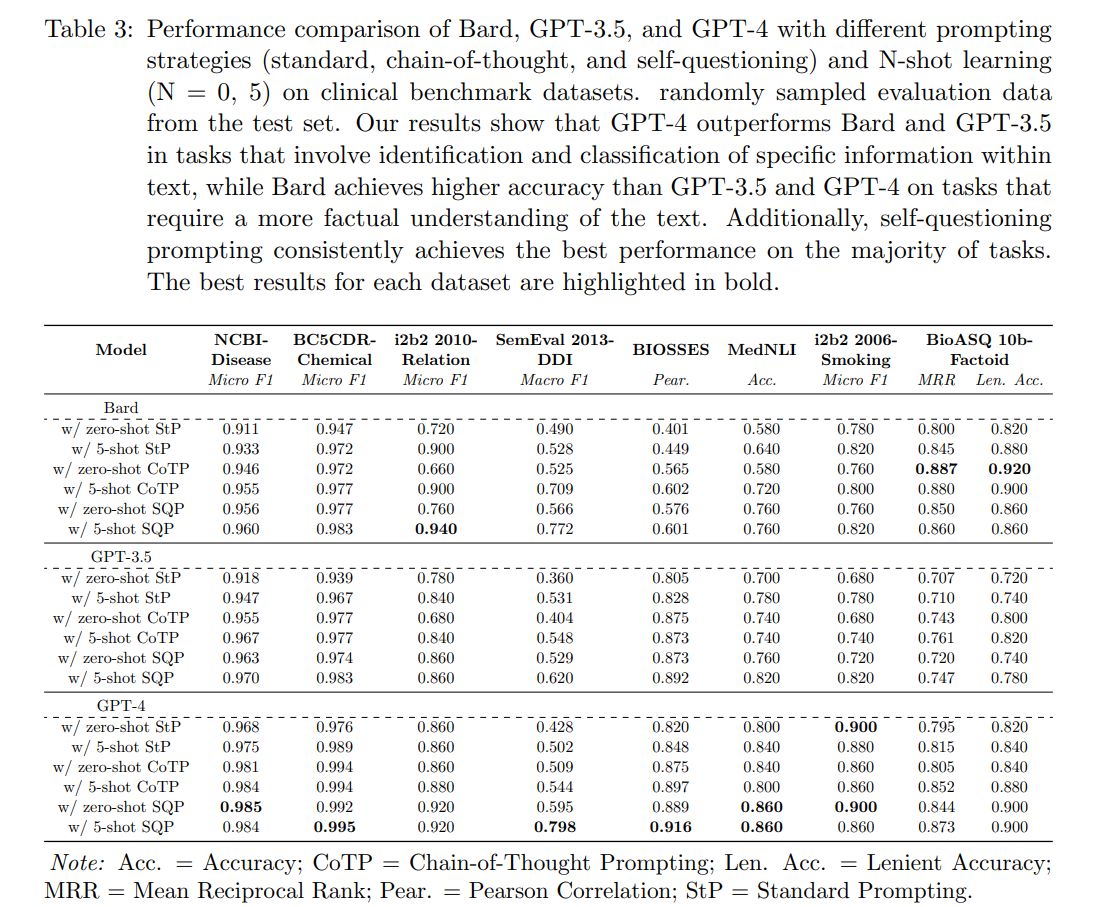 Table 3: Performance comparison of Bard, GPT-3.5, and GPT-4 with different prompting
strategies (standard, chain-of-thought, and self-questioning) and N-shot learning
(N = 0, 5) on clinical benchmark datasets. randomly sampled evaluation data
from the test set. Our results show that GPT-4 outperforms Bard and GPT-3.5
in tasks that involve identification and classification of specific information within
text, while Bard achieves higher accuracy than GPT-3.5 and GPT-4 on tasks that
require a more factual understanding of the text. Additionally, self-questioning
prompting consistently achieves the best performance on the majority of tasks.
The best results for each dataset are highlighted in bold.
NCBI- BC5CDR- i2b2 2010- SemEval 2013- i2b2 2006- BioASQ 10b-
Model BIOSSES MedNLI
Disease Chemical Relation DDI Smoking Factoid
Micro F1 Micro F1 Micro F1 Macro F1 Pear. Acc. Micro F1 MRR Len. Acc.
Bard
w/ zero-shot StP 0.911 0.947 0.720 0.490 0.401 0.580 0.780 0.800 0.820
w/ 5-shot StP 0.933 0.972 0.900 0.528 0.449 0.640 0.820 0.845 0.880
w/ zero-shot CoTP 0.946 0.972 0.660 0.525 0.565 0.580 0.760 0.887 0.920
w/ 5-shot CoTP 0.955 0.977 0.900 0.709 0.602 0.720 0.800 0.880 0.900
w/ zero-shot SQP 0.956 0.977 0.760 0.566 0.576 0.760 0.760 0.850 0.860
w/ 5-shot SQP 0.960 0.983 0.940 0.772 0.601 0.760 0.820 0.860 0.860
GPT-3.5
w/ zero-shot StP 0.918 0.939 0.780 0.360 0.805 0.700 0.680 0.707 0.720
w/ 5-shot StP 0.947 0.967 0.840 0.531 0.828 0.780 0.780 0.710 0.740
w/ zero-shot CoTP 0.955 0.977 0.680 0.404 0.875 0.740 0.680 0.743 0.800
w/ 5-shot CoTP 0.967 0.977 0.840 0.548 0.873 0.740 0.740 0.761 0.820
w/ zero-shot SQP 0.963 0.974 0.860 0.529 0.873 0.760 0.720 0.720 0.740
w/ 5-shot SQP 0.970 0.983 0.860 0.620 0.892 0.820 0.820 0.747 0.780
GPT-4
w/ zero-shot StP 0.968 0.976 0.860 0.428 0.820 0.800 0.900 0.795 0.820
w/ 5-shot StP 0.975 0.989 0.860 0.502 0.848 0.840 0.880 0.815 0.840
w/ zero-shot CoTP 0.981 0.994 0.860 0.509 0.875 0.840 0.860 0.805 0.840
w/ 5-shot CoTP 0.984 0.994 0.880 0.544 0.897 0.800 0.860 0.852 0.880
w/ zero-shot SQP 0.985 0.992 0.920 0.595 0.889 0.860 0.900 0.844 0.900
w/ 5-shot SQP 0.984 0.995 0.920 0.798 0.916 0.860 0.860 0.873 0.900
Note: Acc. = Accuracy; CoTP = Chain-of-Thought Prompting; Len. Acc. = Lenient Accuracy;
MRR = Mean Reciprocal Rank; Pear. = Pearson Correlation; StP = Standard Prompting.